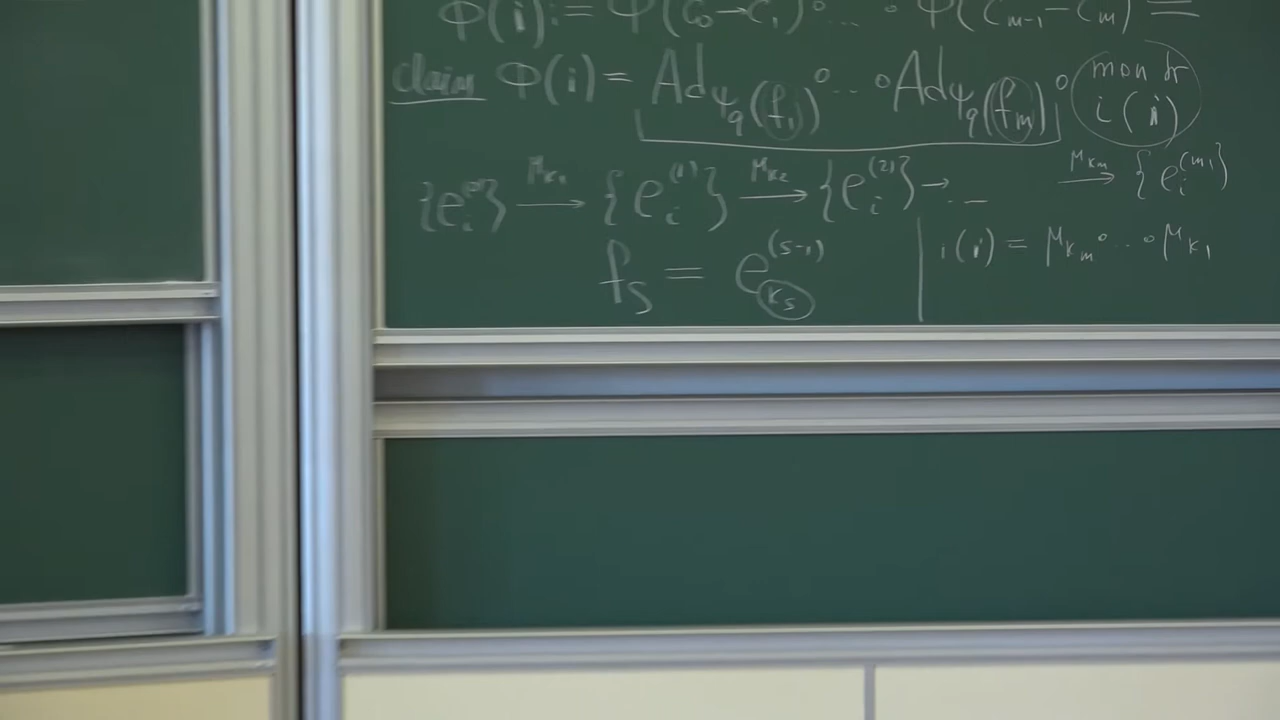 Φ(i) := Φ(c₀→c₁)∘... ∘ Φ(c_{m-1}→c_m) =
claim Φ(i) = Ad_{ψ_q(f₁)}∘...∘Ad_{ψ_q(f_m)}∘ (mon tr i(i))
{e_i^{(0)}} →^{μ_{k₁}} {e_i^{(1)}} →^{μ_{k₂}} {e_i^{(2)}} → ... →^{μ_{k_m}} {e_i^{(m)}}
f_s = e_{k_s}^{(s-1)} | i(i) = μ_{k_m}∘...∘μ_{k₁}